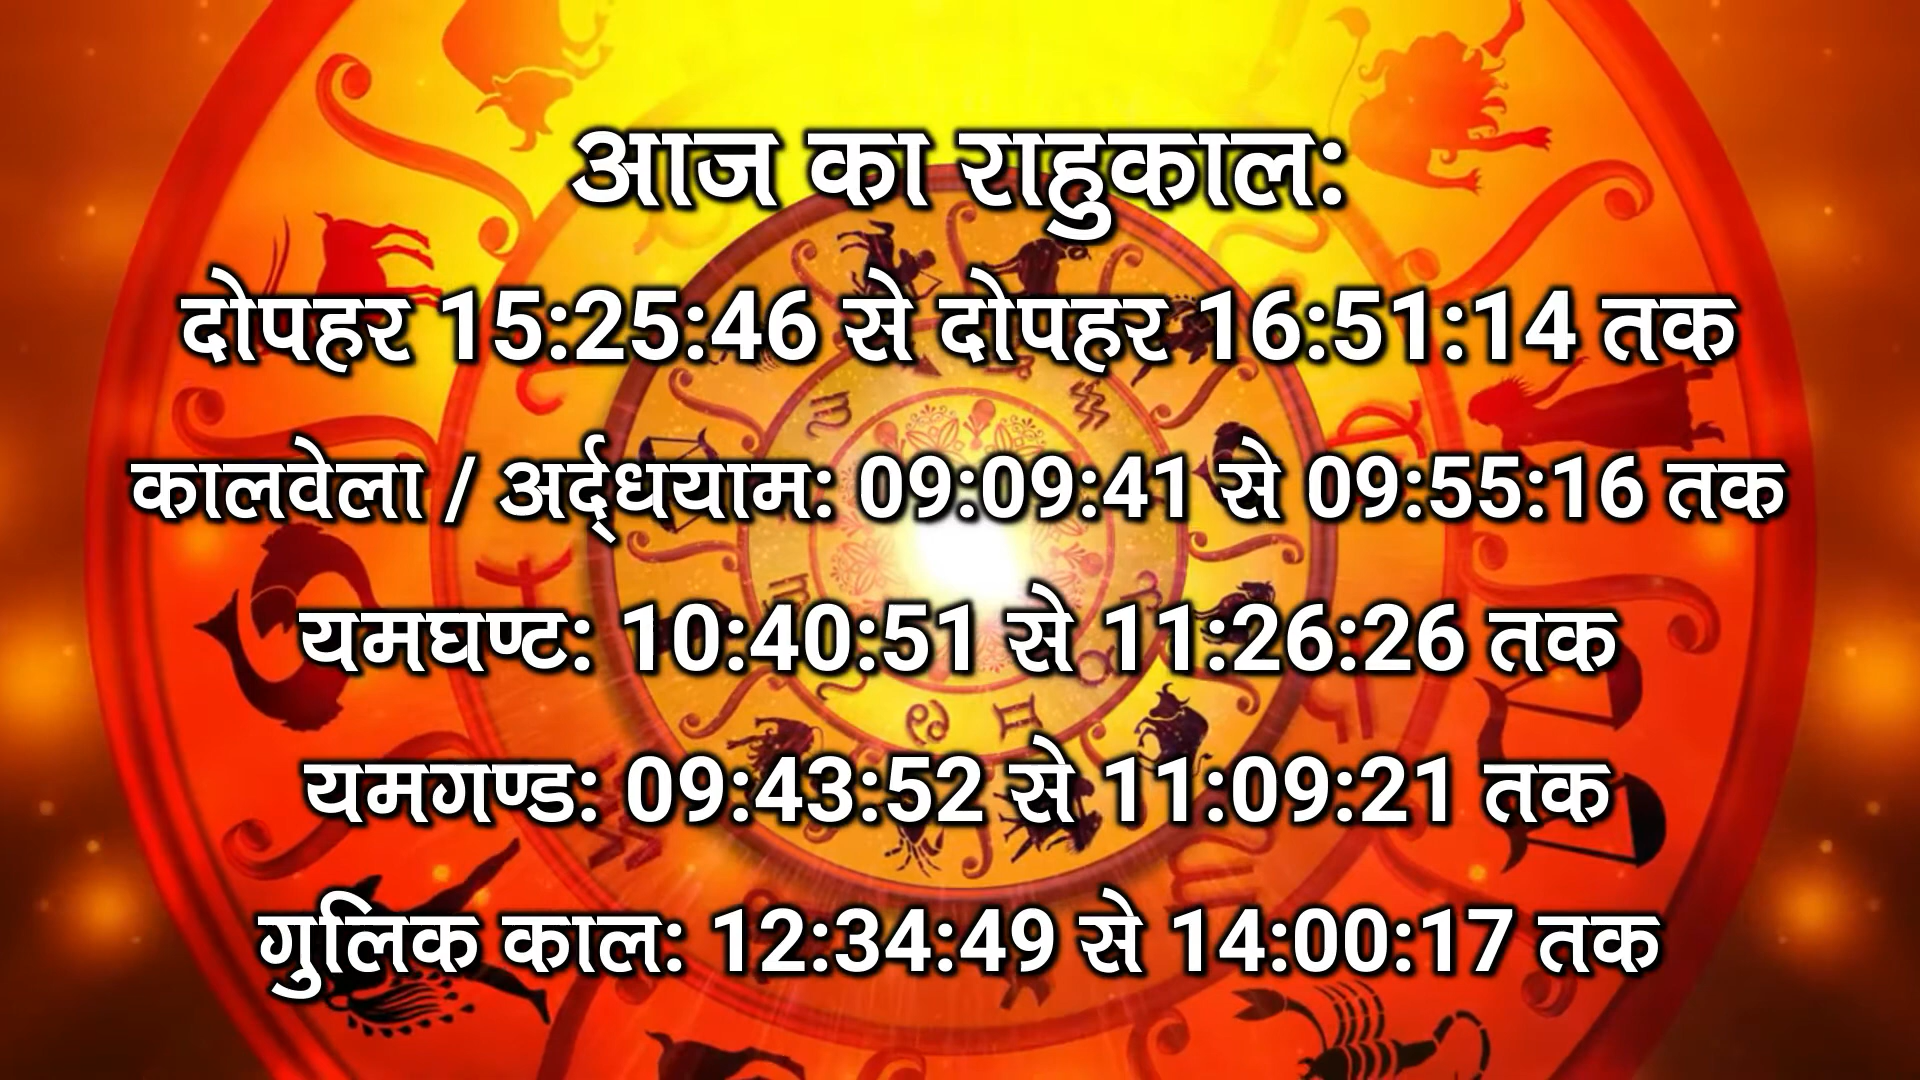 आज का राहुकाल:
दोपहर 15:25:46 से दोपहर 16:51:14 तक
कालवेला / अर्द्धयाम: 09:09:41 से 09:55:16 तक
यमघण्ट: 10:40:51 से 11:26:26 तक
यमगण्ड: 09:43:52 से 11:09:21 तक
गुलिक काल: 12:34:49 से 14:00:17 तक